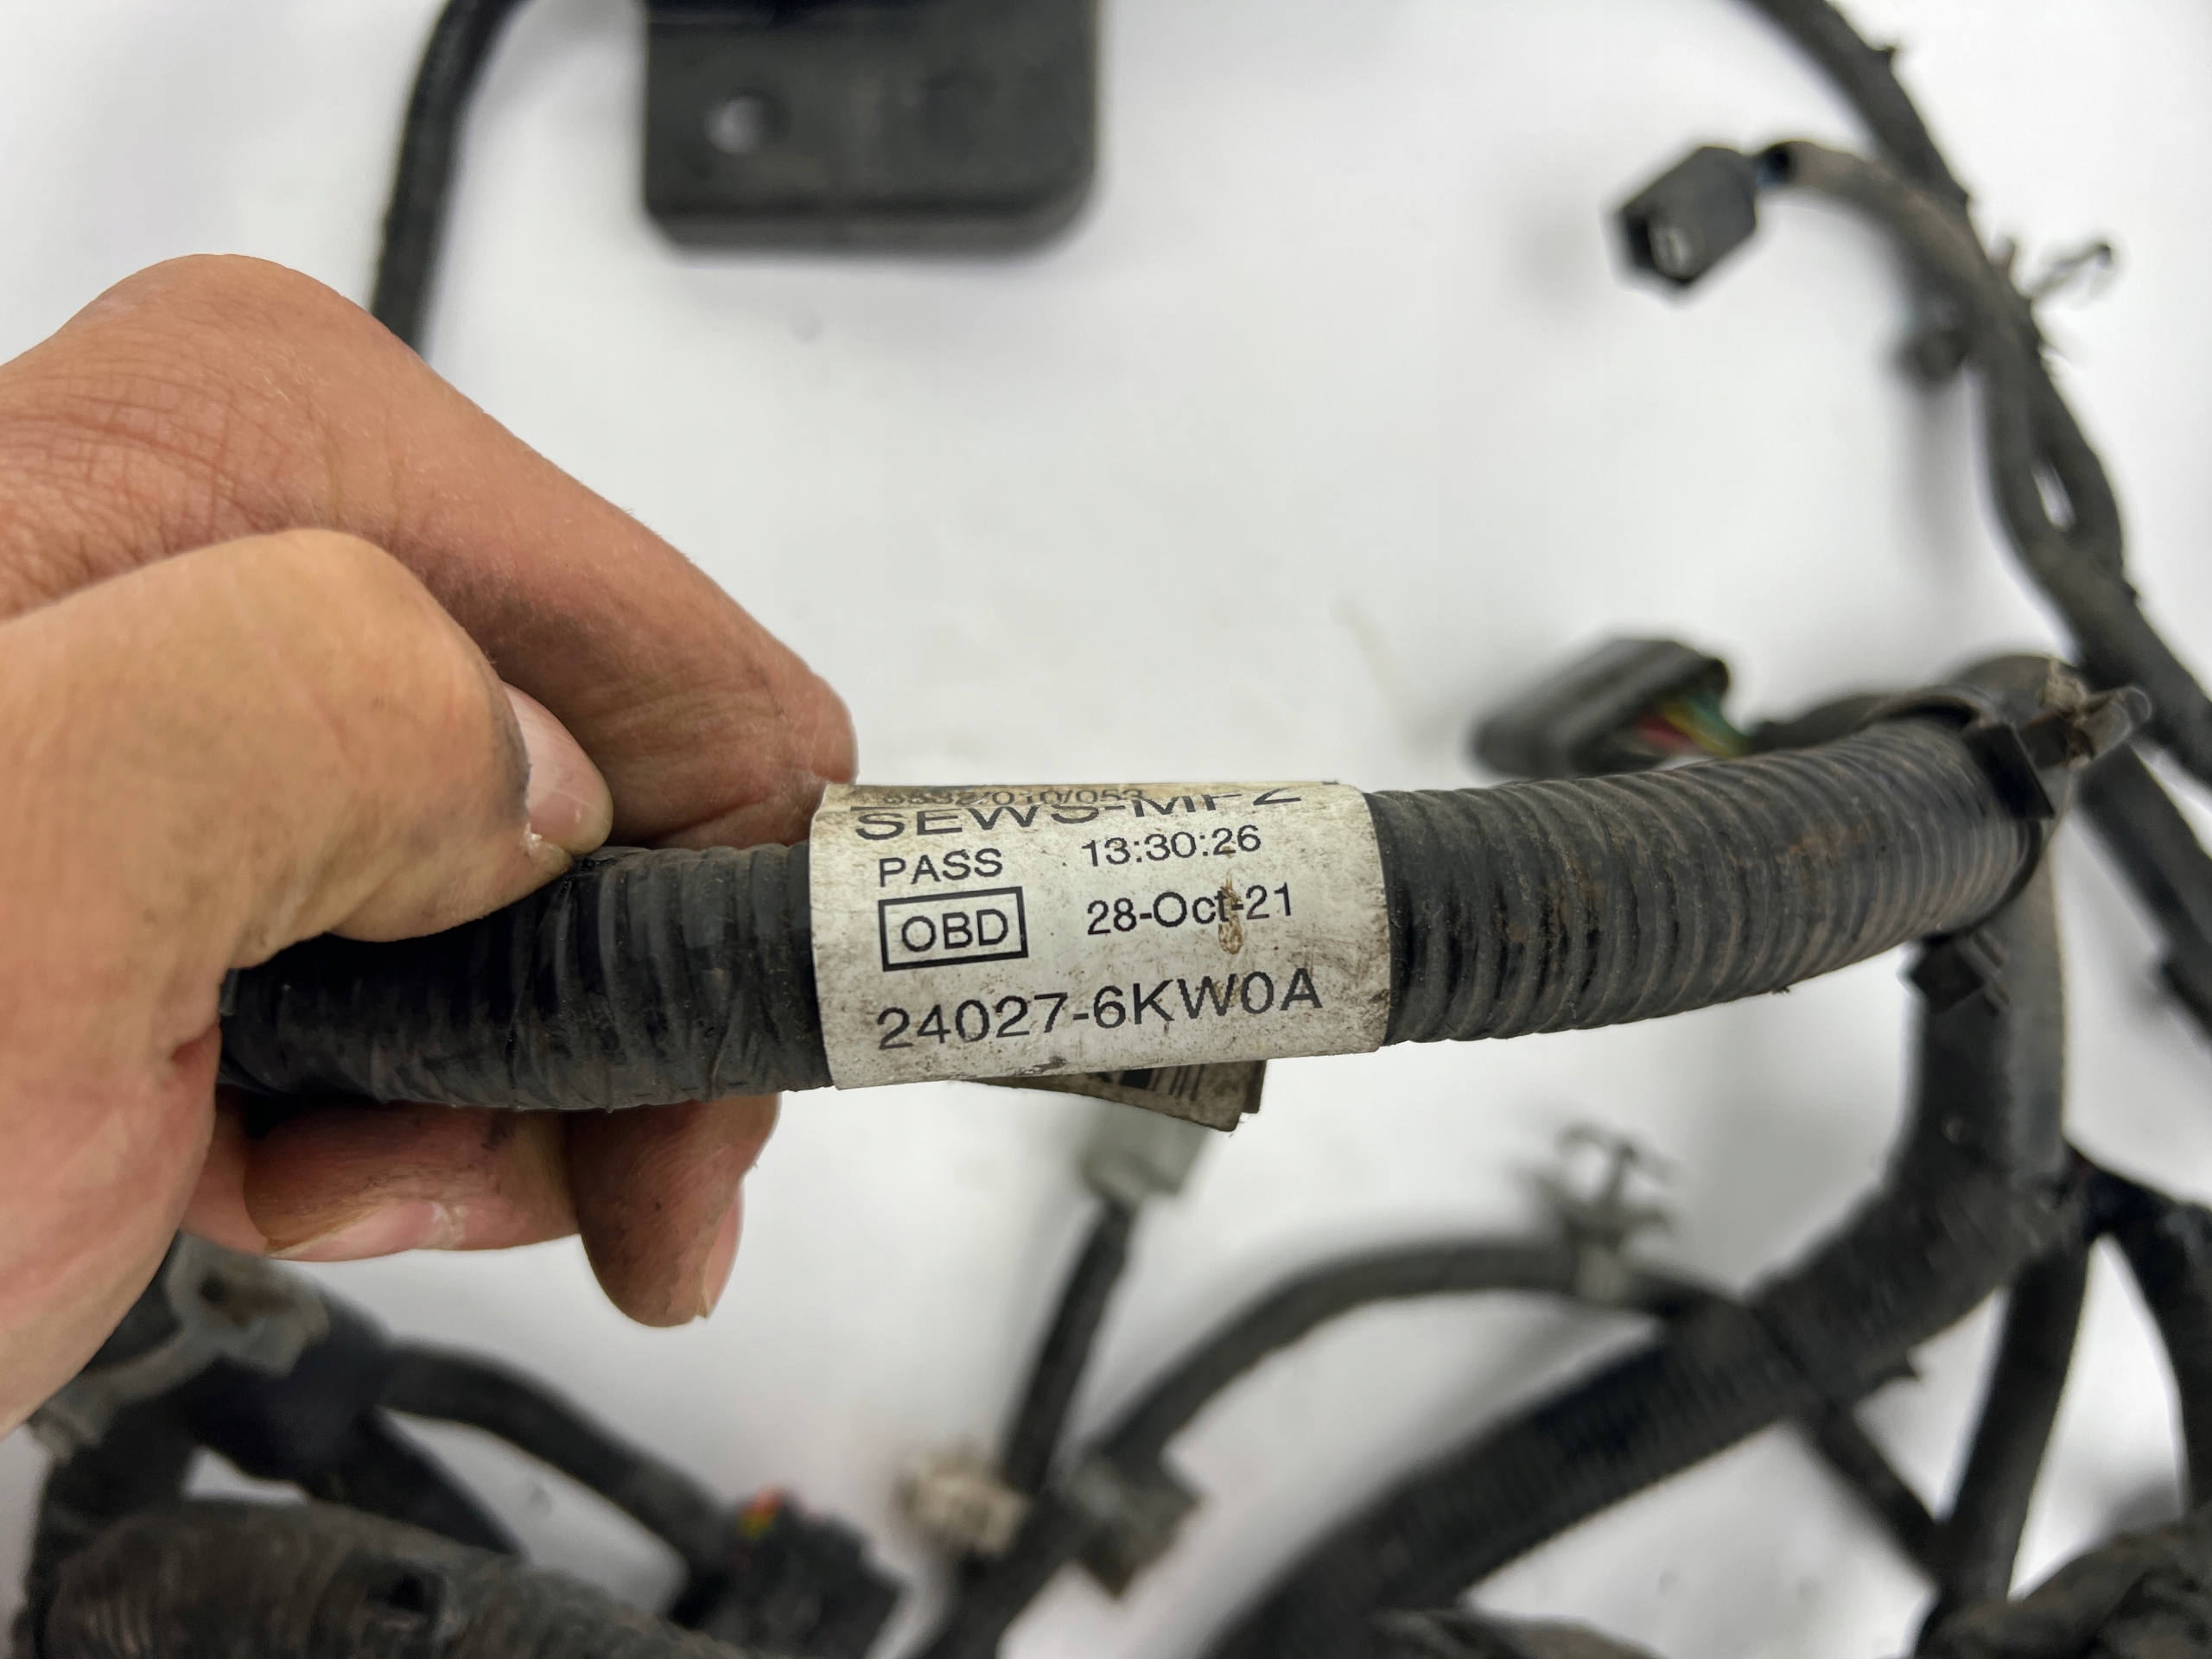 SEWS-MFZ
PASS 13:30:26
OBD 28-Oct-21
24027-6KW0A